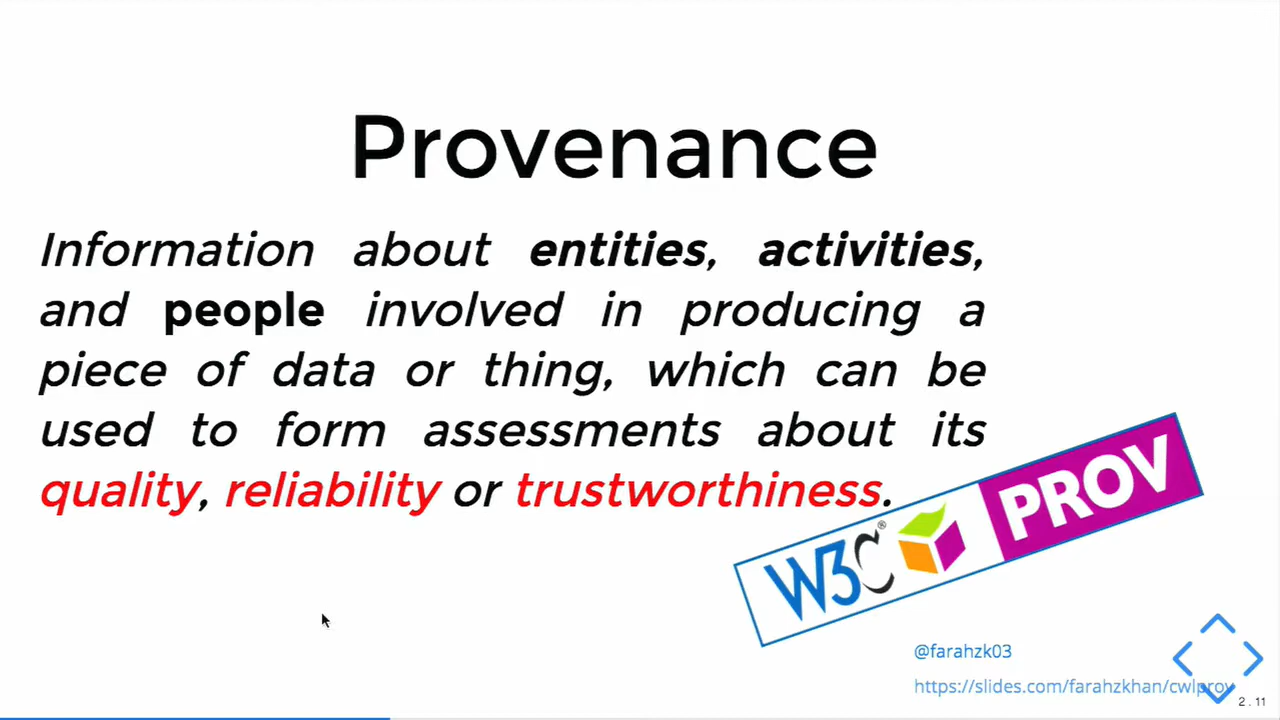 Provenance
Information about entities, activities,
and people involved in producing a
piece of data or thing, which can be
used to form assessments about its
quality, reliability or trustworthiness.
W3C® PROV
@farahzk03
https://slides.com/farahzkhan/cwlprov
2 . 11